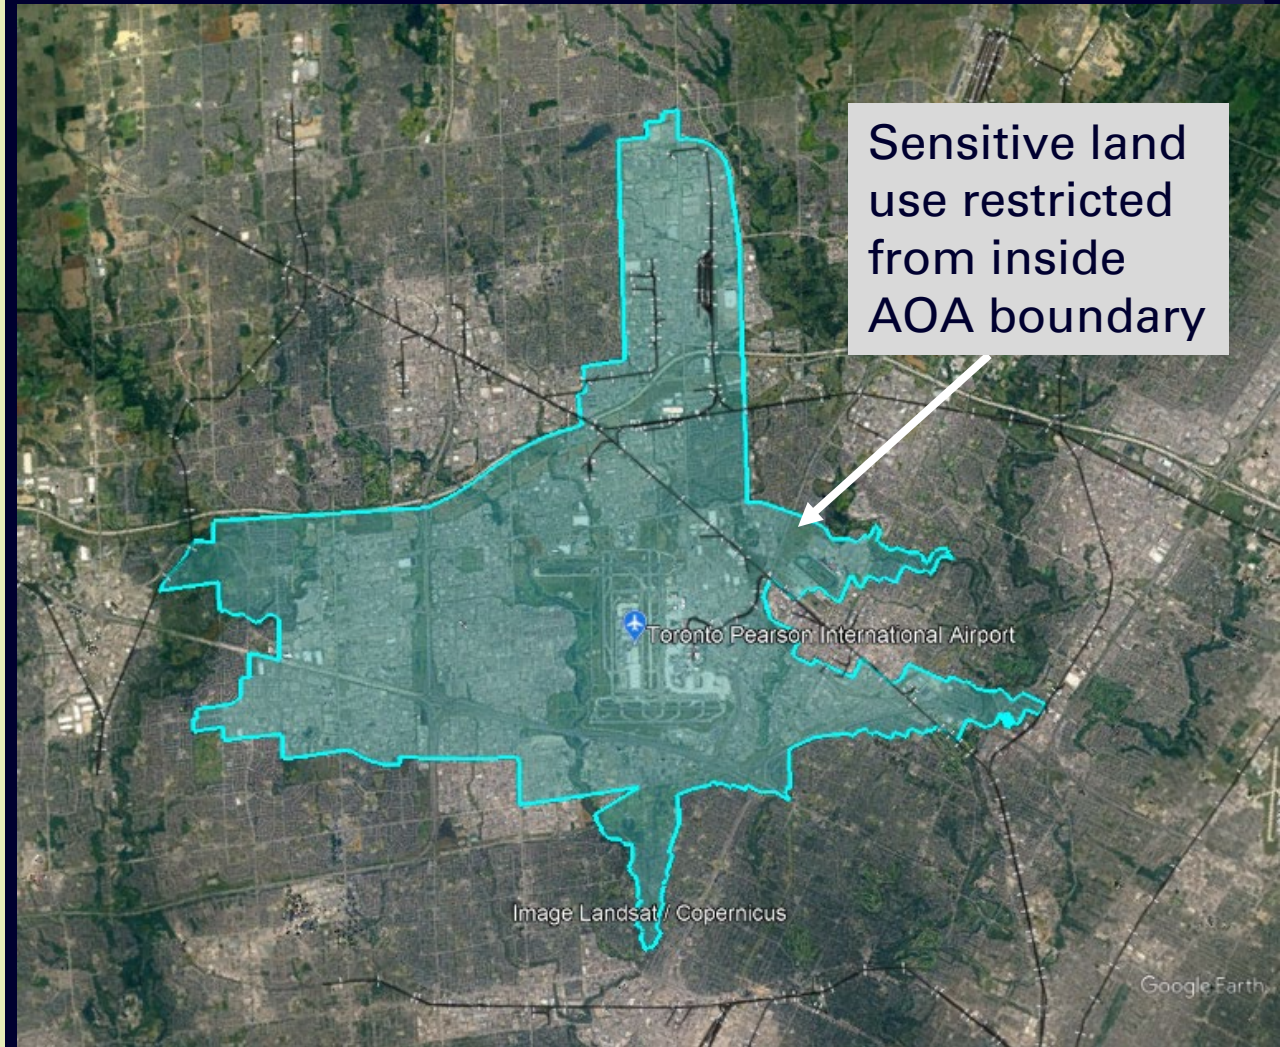 Sensitive land
use restricted
from inside
AOA boundary
Toronto Pearson International Airport
Image Landsat / Copernicus
Google Earth